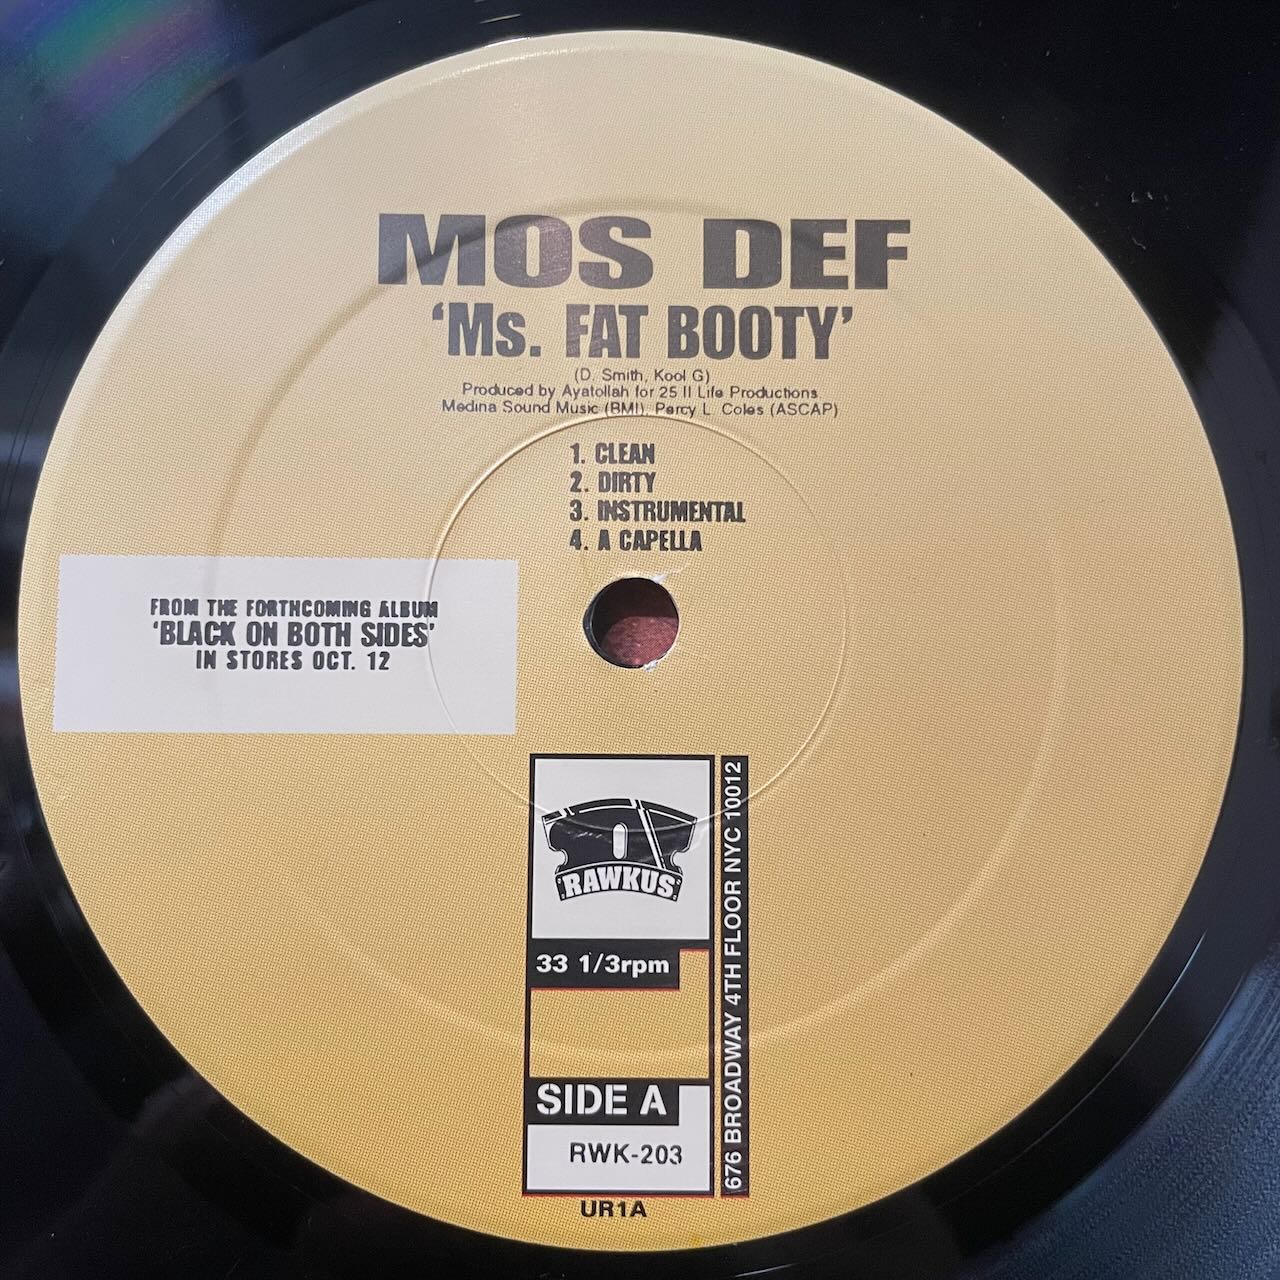 MOS DEF
'Ms. FAT BOOTY'
(D. Smith, Kool G)
Produced by Ayatollah for 25 II Life Productions
Medina Sound Music (BMI), Percy L. Coles (ASCAP)
1. CLEAN
2. DIRTY
3. INSTRUMENTAL
4. A CAPELLA
FROM THE FORTHCOMING ALBUM
'BLACK ON BOTH SIDES'
IN STORES OCT. 12
RAWKUS
33 1/3rpm
SIDE A
RWK-203
676 BROADWAY 4TH FLOOR NYC 10012
UR1A